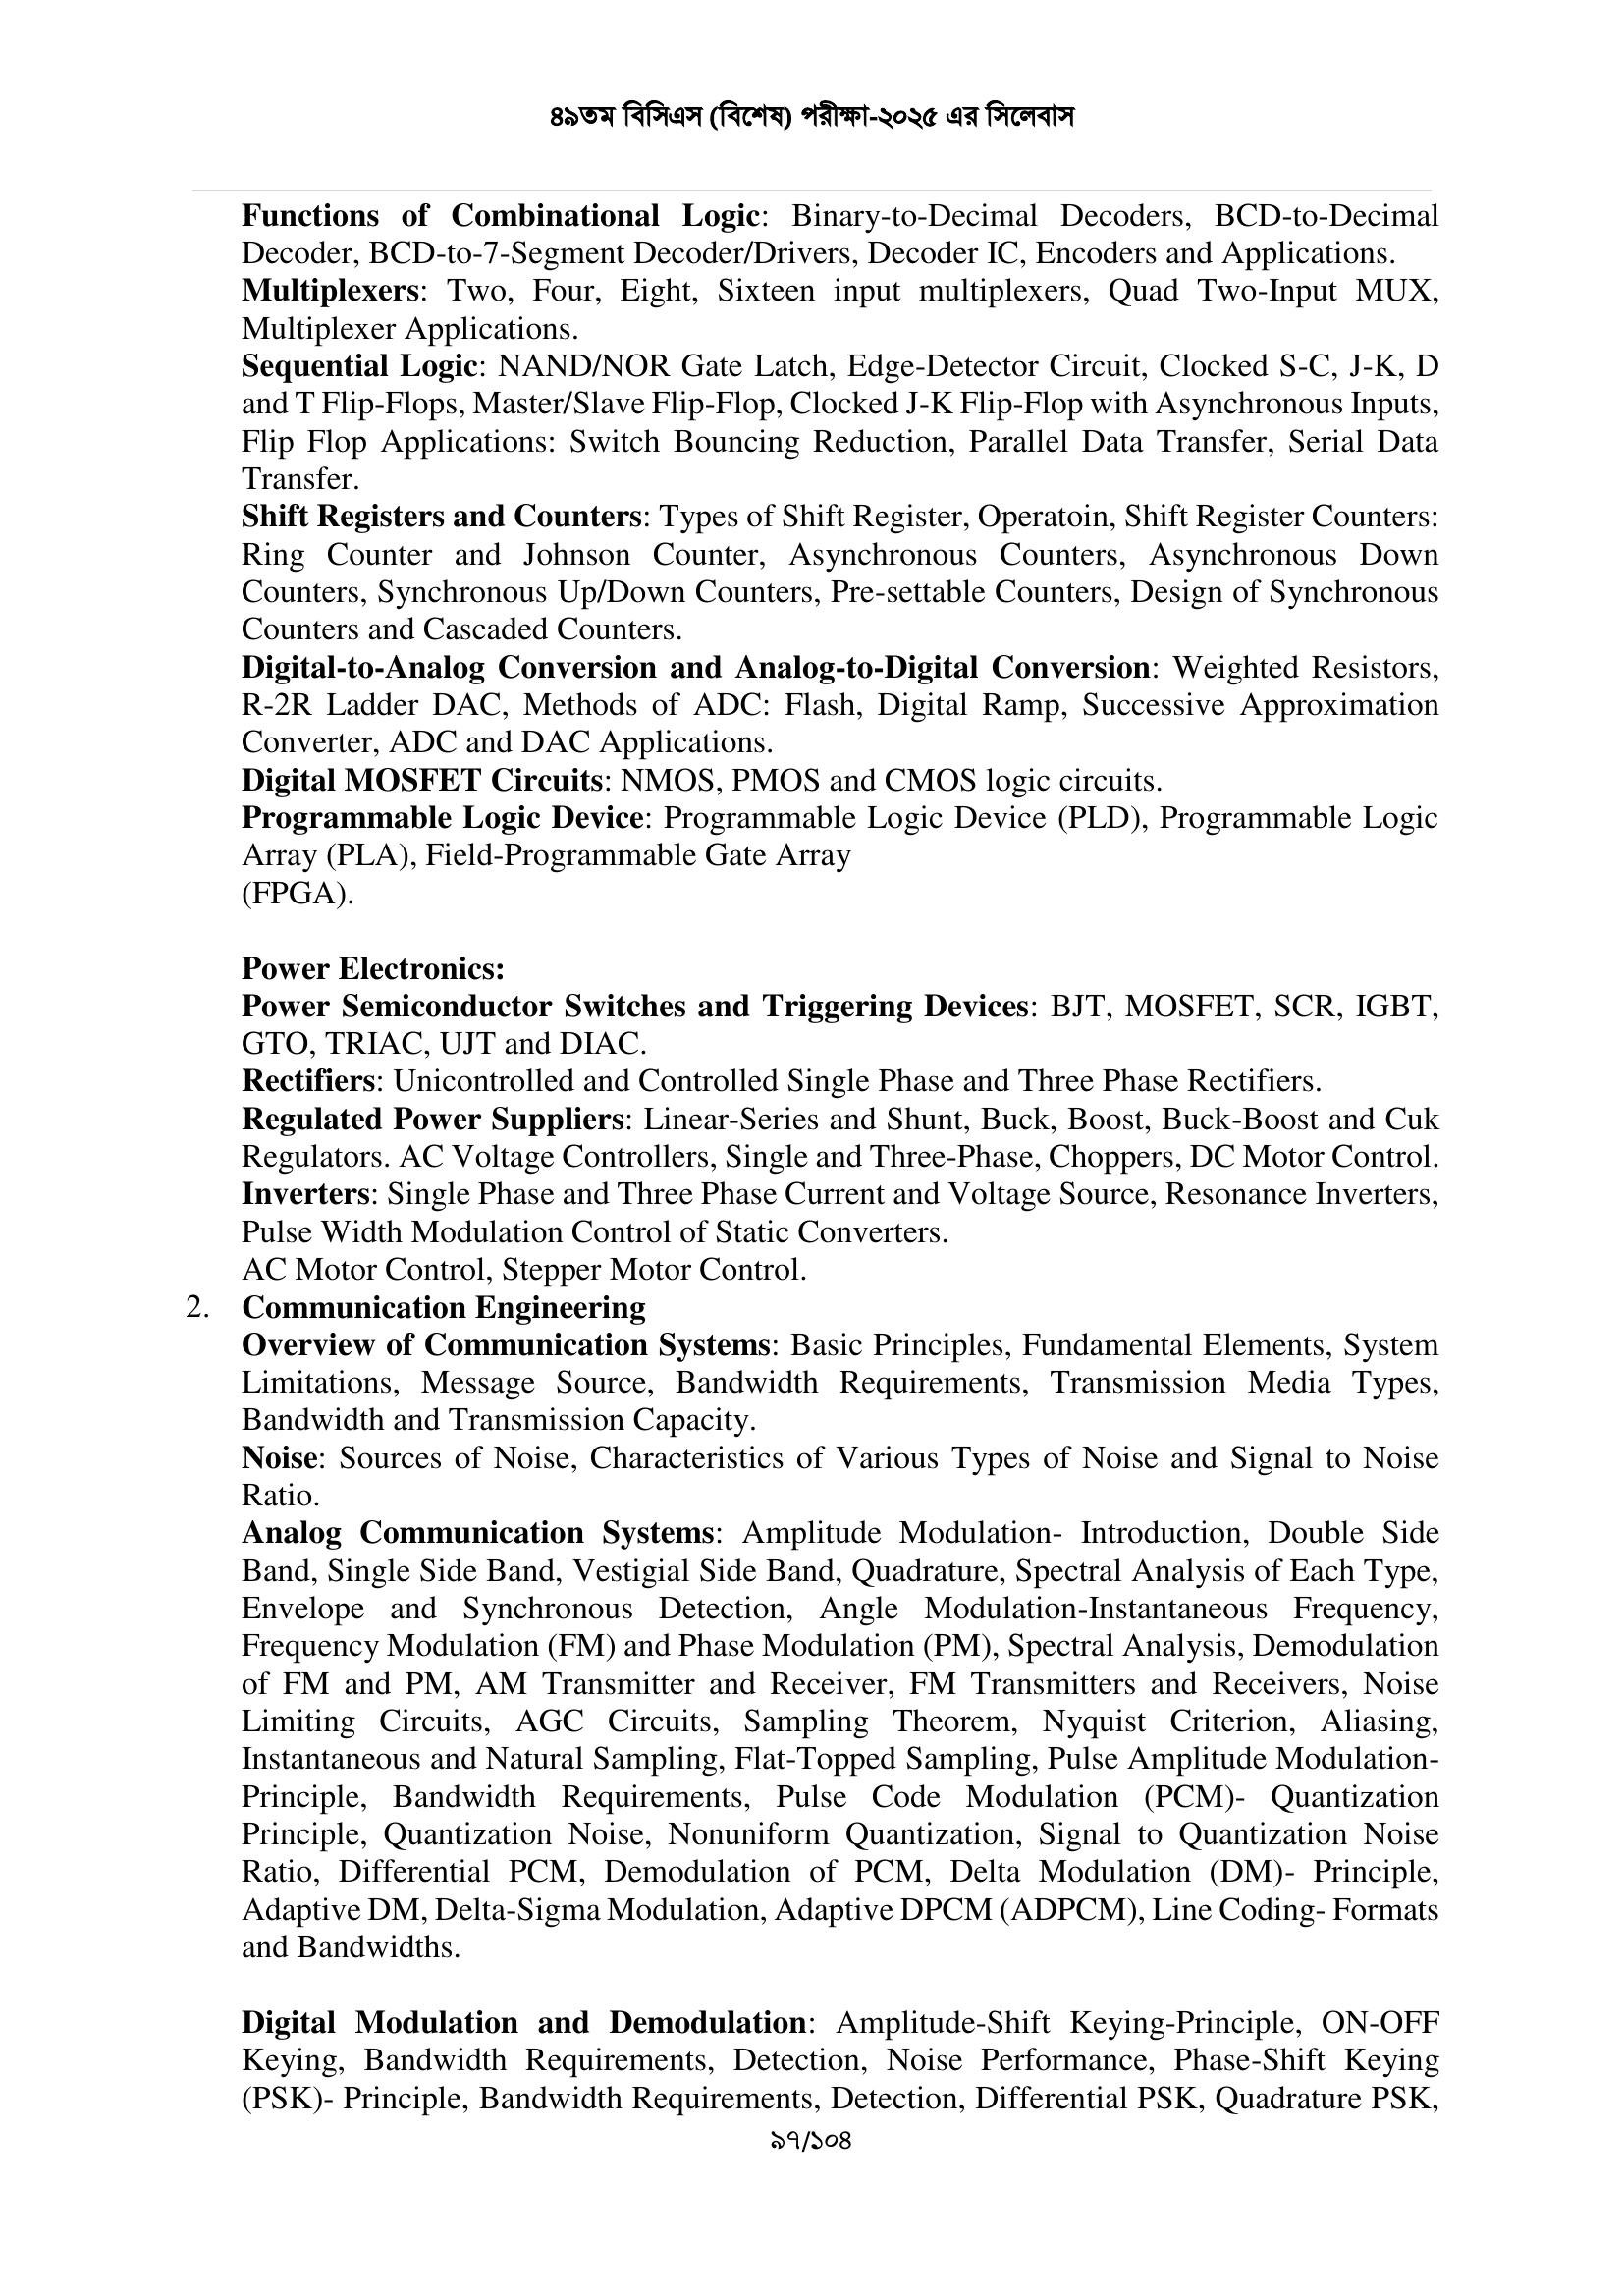 ৪৯তম বিসিএস (বিশেষ) পরীক্ষা-২০২৫ এর সিলেবাস
Functions of Combinational Logic: Binary-to-Decimal Decoders, BCD-to-Decimal
Decoder, BCD-to-7-Segment Decoder/Drivers, Decoder IC, Encoders and Applications.
Multiplexers: Two, Four, Eight, Sixteen input multiplexers, Quad Two-Input MUX,
Multiplexer Applications.
Sequential Logic: NAND/NOR Gate Latch, Edge-Detector Circuit, Clocked S-C, J-K, D
and T Flip-Flops, Master/Slave Flip-Flop, Clocked J-K Flip-Flop with Asynchronous Inputs,
Flip Flop Applications: Switch Bouncing Reduction, Parallel Data Transfer, Serial Data
Transfer.
Shift Registers and Counters: Types of Shift Register, Operatoin, Shift Register Counters:
Ring Counter and Johnson Counter, Asynchronous Counters, Asynchronous Down
Counters, Synchronous Up/Down Counters, Pre-settable Counters, Design of Synchronous
Counters and Cascaded Counters.
Digital-to-Analog Conversion and Analog-to-Digital Conversion: Weighted Resistors,
R-2R Ladder DAC, Methods of ADC: Flash, Digital Ramp, Successive Approximation
Converter, ADC and DAC Applications.
Digital MOSFET Circuits: NMOS, PMOS and CMOS logic circuits.
Programmable Logic Device: Programmable Logic Device (PLD), Programmable Logic
Array (PLA), Field-Programmable Gate Array
(FPGA).
Power Electronics:
Power Semiconductor Switches and Triggering Devices: BJT, MOSFET, SCR, IGBT,
GTO, TRIAC, UJT and DIAC.
Rectifiers: Unicontrolled and Controlled Single Phase and Three Phase Rectifiers.
Regulated Power Suppliers: Linear-Series and Shunt, Buck, Boost, Buck-Boost and Cuk
Regulators. AC Voltage Controllers, Single and Three-Phase, Choppers, DC Motor Control.
Inverters: Single Phase and Three Phase Current and Voltage Source, Resonance Inverters,
Pulse Width Modulation Control of Static Converters.
AC Motor Control, Stepper Motor Control.
2. Communication Engineering
Overview of Communication Systems: Basic Principles, Fundamental Elements, System
Limitations, Message Source, Bandwidth Requirements, Transmission Media Types,
Bandwidth and Transmission Capacity.
Noise: Sources of Noise, Characteristics of Various Types of Noise and Signal to Noise
Ratio.
Analog Communication Systems: Amplitude Modulation- Introduction, Double Side
Band, Single Side Band, Vestigial Side Band, Quadrature, Spectral Analysis of Each Type,
Envelope and Synchronous Detection, Angle Modulation-Instantaneous Frequency,
Frequency Modulation (FM) and Phase Modulation (PM), Spectral Analysis, Demodulation
of FM and PM, AM Transmitter and Receiver, FM Transmitters and Receivers, Noise
Limiting Circuits, AGC Circuits, Sampling Theorem, Nyquist Criterion, Aliasing,
Instantaneous and Natural Sampling, Flat-Topped Sampling, Pulse Amplitude Modulation-
Principle, Bandwidth Requirements, Pulse Code Modulation (PCM)- Quantization
Principle, Quantization Noise, Nonuniform Quantization, Signal to Quantization Noise
Ratio, Differential PCM, Demodulation of PCM, Delta Modulation (DM)- Principle,
Adaptive DM, Delta-Sigma Modulation, Adaptive DPCM (ADPCM), Line Coding- Formats
and Bandwidths.
Digital Modulation and Demodulation: Amplitude-Shift Keying-Principle, ON-OFF
Keying, Bandwidth Requirements, Detection, Noise Performance, Phase-Shift Keying
(PSK)- Principle, Bandwidth Requirements, Detection, Differential PSK, Quadrature PSK,
৯৭/১০৪